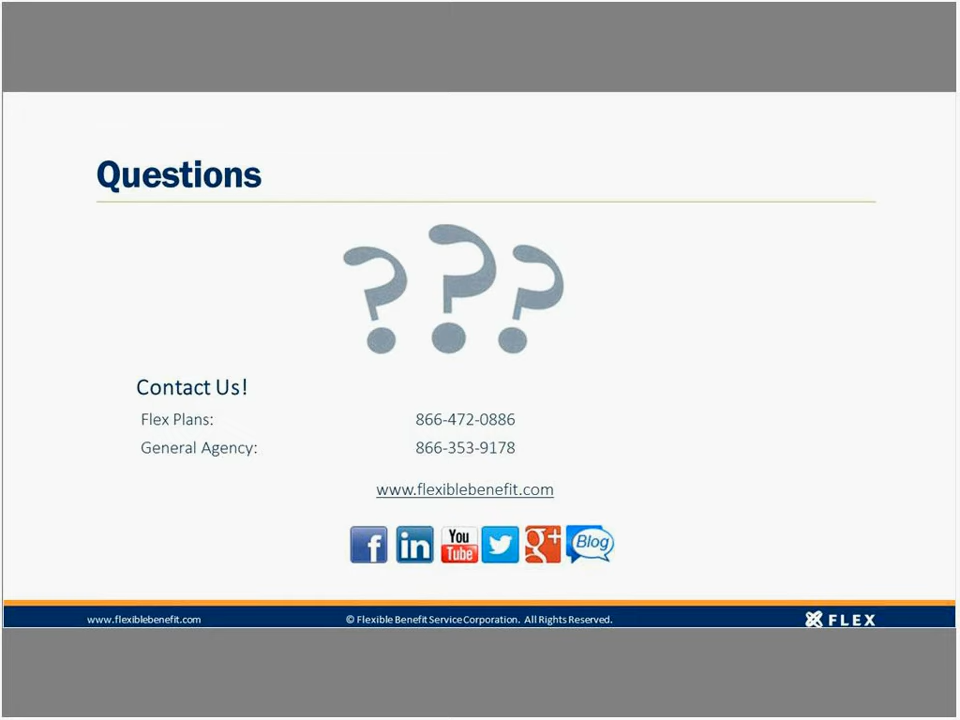 Questions
???
Contact Us!
Flex Plans: 866-472-0886
General Agency: 866-353-9178
www.flexiblebenefit.com
f in You Tube g+ Blog
www.flexiblebenefit.com © Flexible Benefit Service Corporation. All Rights Reserved. FLEX